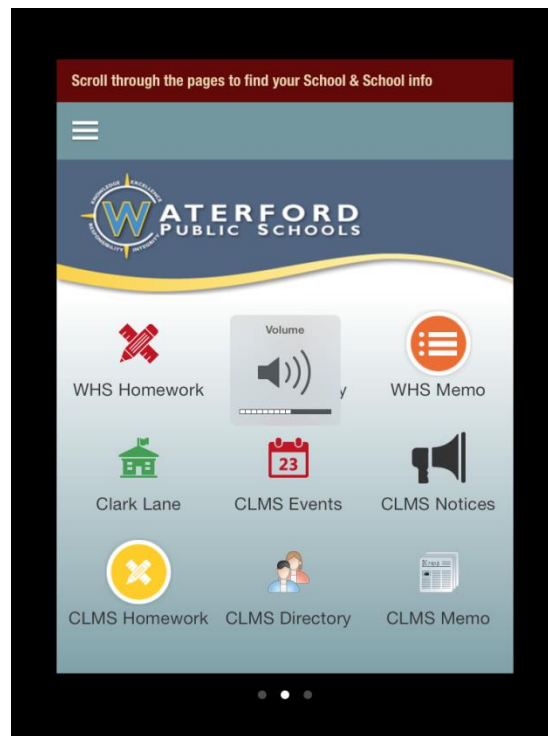 Scroll through the pages to find your School & School info
KNOWLEDGE EXCELLENCE
RESPONSIBILITY INTEGRITY
WATERFORD
PUBLIC SCHOOLS
Volume
WHS Homework
y
WHS Memo
23
Clark Lane
CLMS Events
CLMS Notices
CLMS Homework
CLMS Directory
CLMS Memo